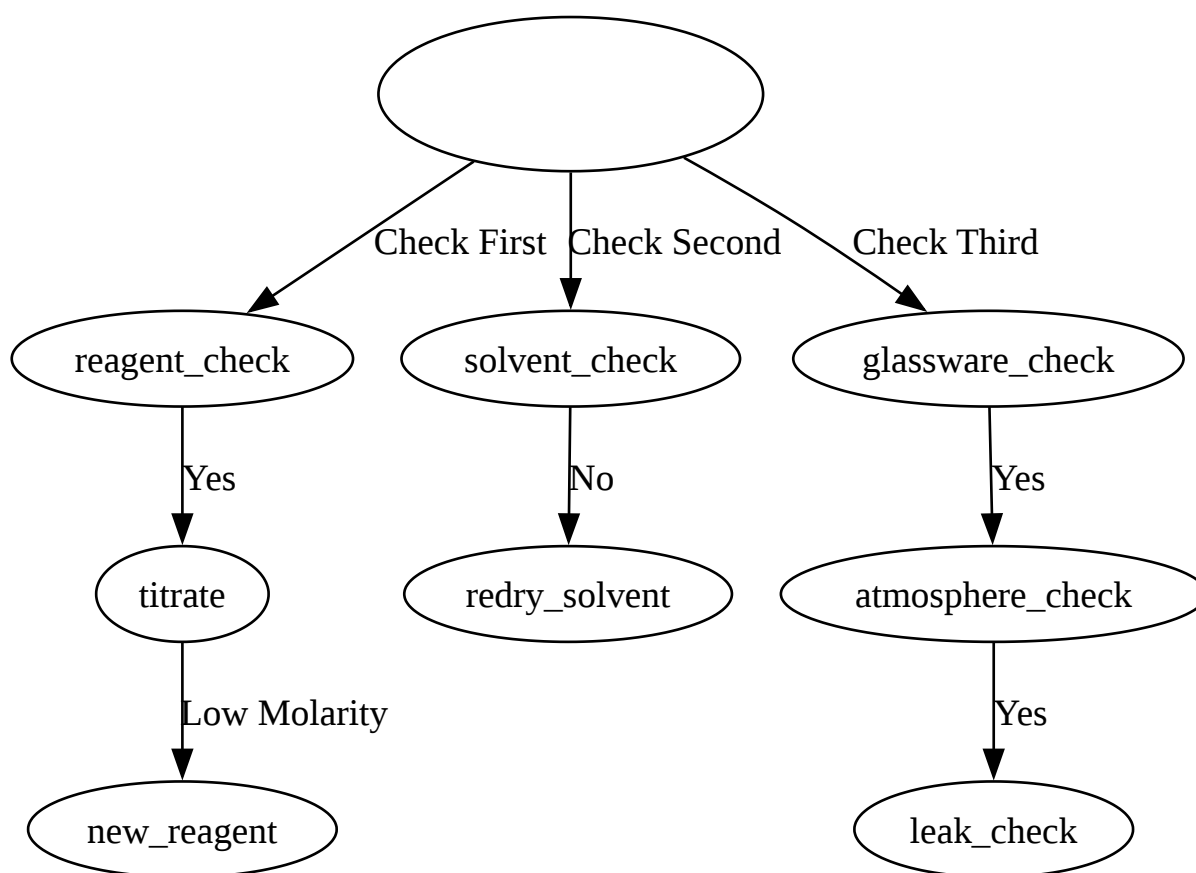 Check First
Check Second
Check Third
reagent_check
solvent_check
glassware_check
Yes
No
Yes
titrate
redry_solvent
atmosphere_check
Low Molarity
Yes
new_reagent
leak_check